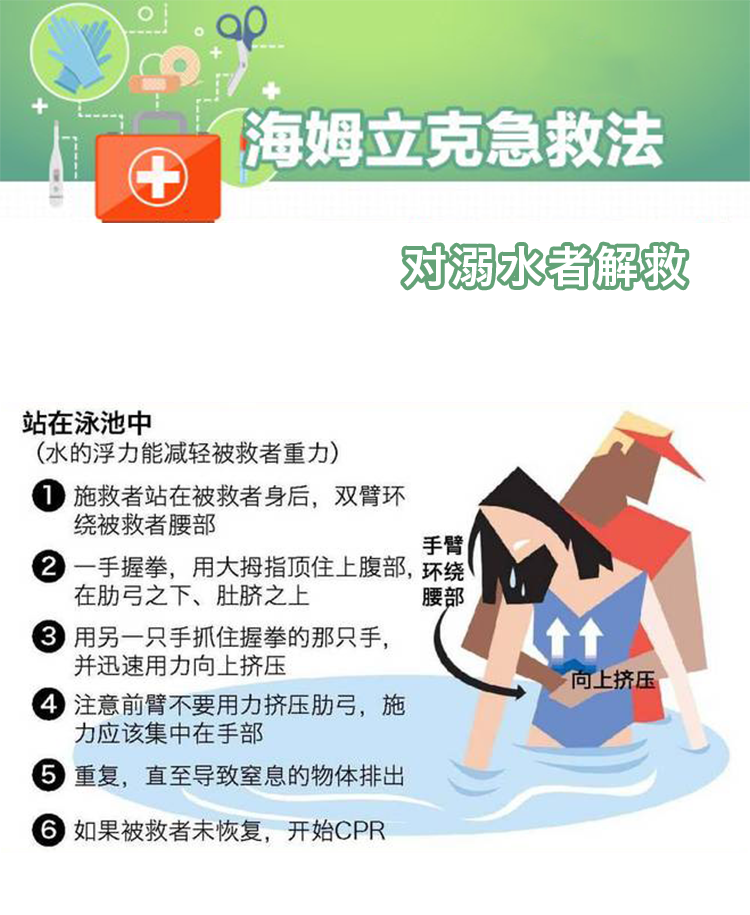 海姆立克急救法
对溺水者解救
站在泳池中
（水的浮力能减轻被救者重力）
1 施救者站在被救者身后，双臂环
绕被救者腰部
2 一手握拳，用大拇指顶住上腹部，
在肋弓之下、肚脐之上
3 用另一只手抓住握拳的那只手，
并迅速用力向上挤压
4 注意前臂不要用力挤压肋弓，施
力应该集中在手部
5 重复，直至导致窒息的物体排出
6 如果被救者未恢复，开始CPR
手臂
环绕
腰部
向上挤压